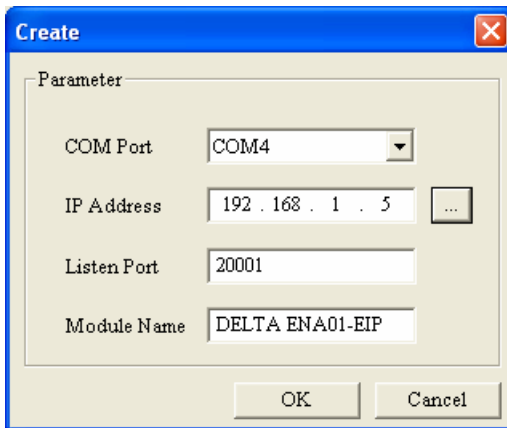 Create
Parameter
COM Port COM4
IP Address 192 . 168 . 1 . 5 ...
Listen Port 20001
Module Name DELTA ENA01-EIP
OK Cancel